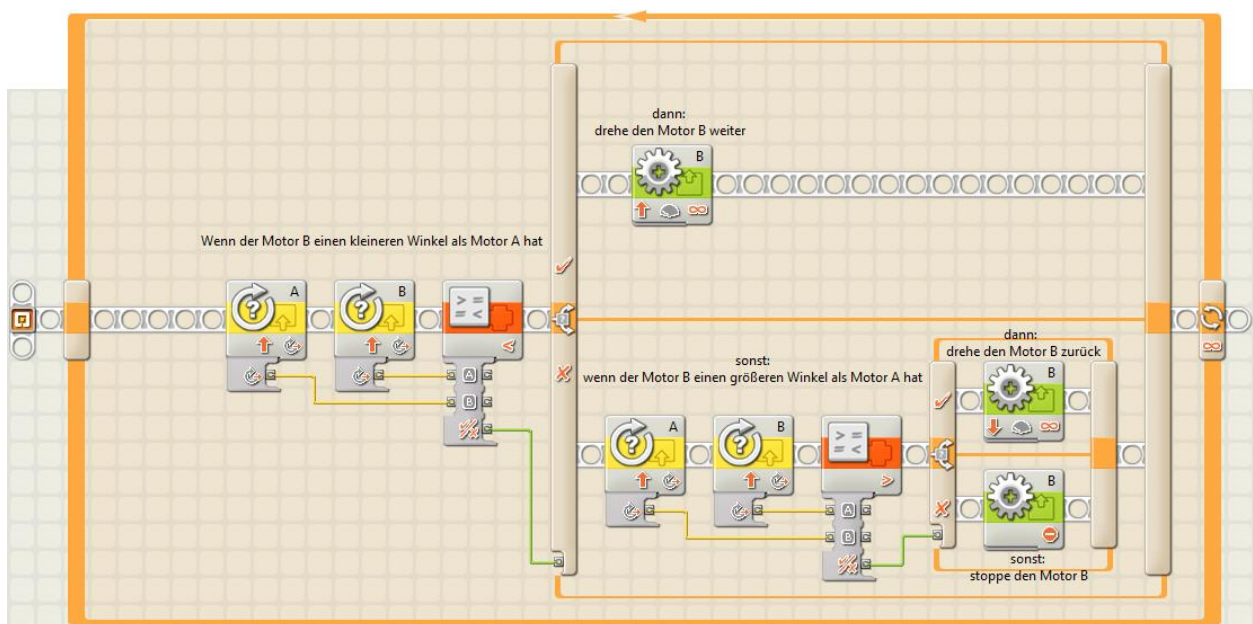 dann:
drehe den Motor B weiter
B
Wenn der Motor B einen kleineren Winkel als Motor A hat
A
B
A
B
sonst:
wenn der Motor B einen größeren Winkel als Motor A hat
A
B
A
B
dann:
drehe den Motor B zurück
B
B
sonst:
stoppe den Motor B